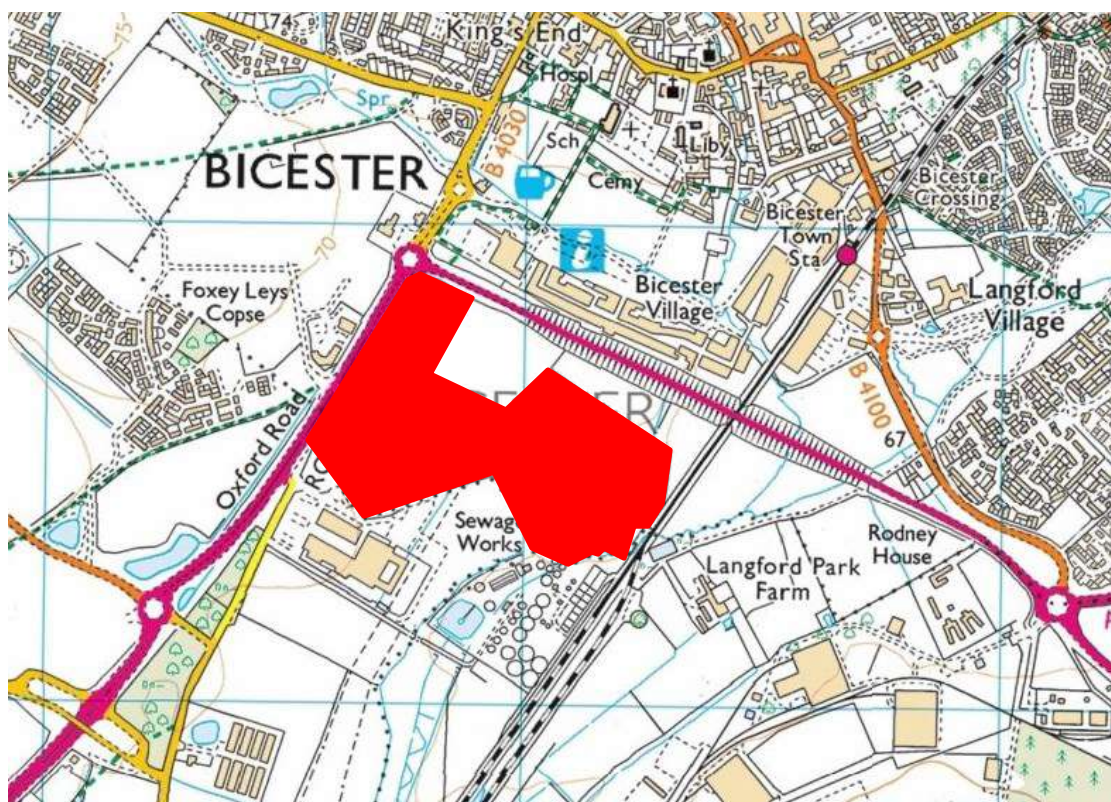 75
74
King's End
Hospl
Spr
B 4030
Sch
Liby
BICESTER
Cemy
Bicester
Crossing
Bicester
Town
Sta
70
Foxey Leys
Copse
Bicester
Village
Langford
Village
B 4100
67
Oxford Road
Sewag
Works
Rodney
House
Langford Park
Farm